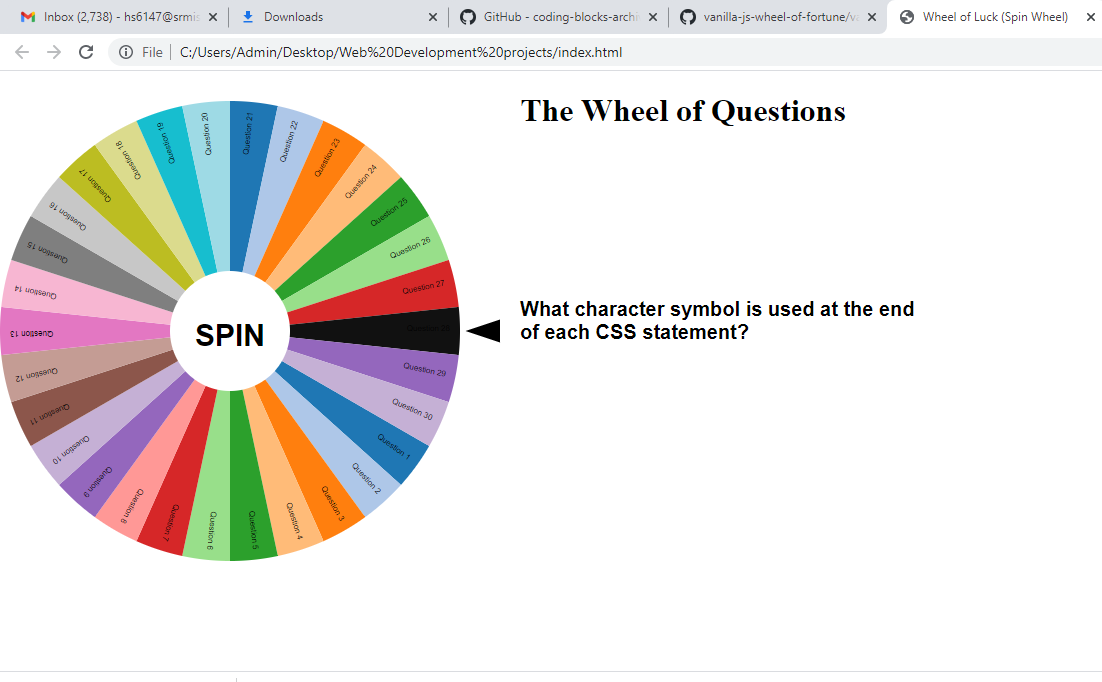 Inbox (2,738) - hs6147@srmis
Downloads
GitHub - coding-blocks-archi
vanilla-js-wheel-of-fortune/va
Wheel of Luck (Spin Wheel)
File
C:/Users/Admin/Desktop/Web%20Development%20projects/index.html
The Wheel of Questions
Question 21
Question 22
Question 23
Question 24
Question 25
Question 26
Question 27
Question 28
Question 29
Question 30
Question 1
Question 2
Question 3
Question 4
Question 5
Question 6
Question 7
Question 8
Question 9
Question 10
Question 11
Question 12
Question 13
Question 14
Question 15
Question 16
Question 17
Question 18
Question 19
Question 20
SPIN
What character symbol is used at the end
of each CSS statement?